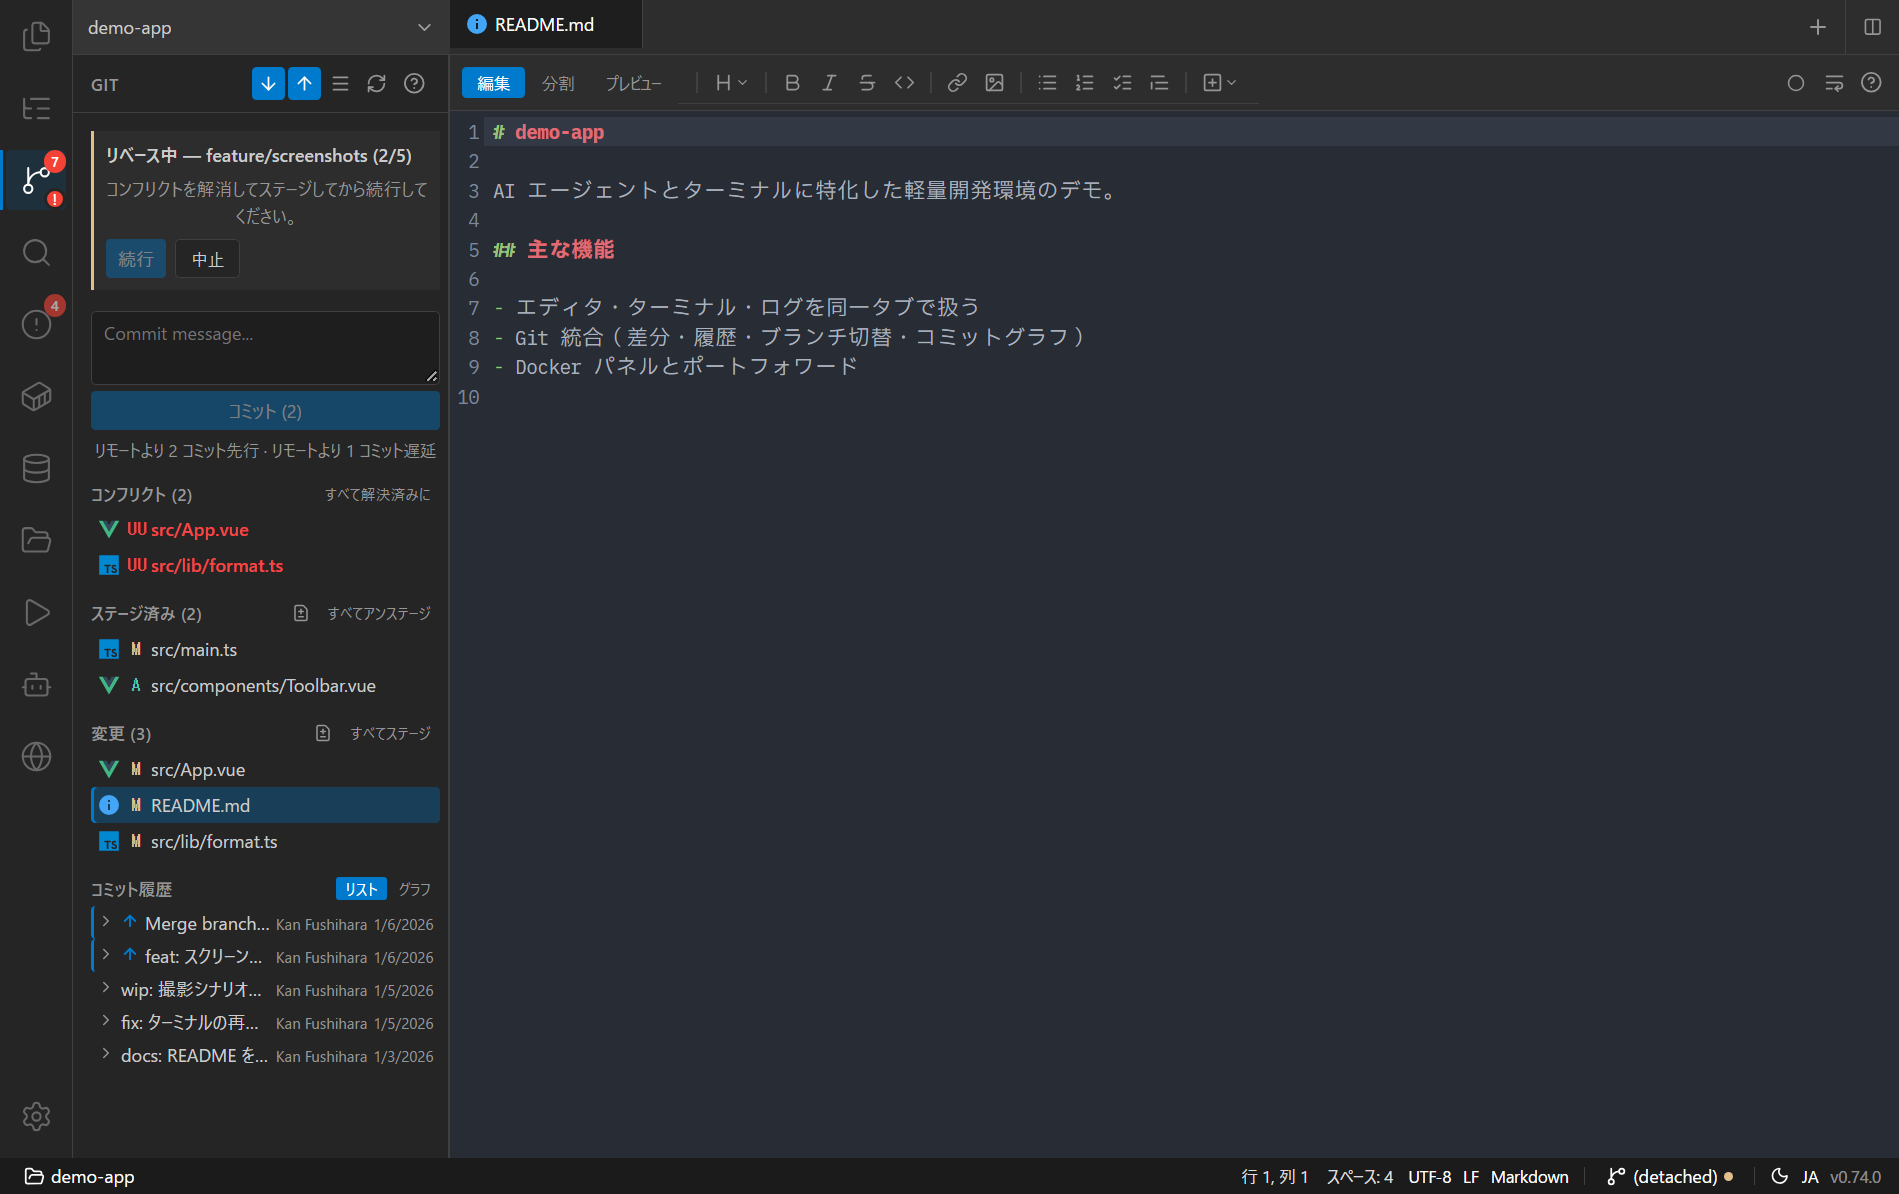 demo-app
README.md
GIT
編集 分割 プレビュー H B I S
7
!
リベース中 — feature/screenshots (2/5)
コンフリクトを解消してステージしてから続行して
ください。
続行 中止
4
Commit message...
コミット (2)
リモートより 2 コミット先行 · リモートより 1 コミット遅延
コンフリクト (2) すべて解決済みに
UU src/App.vue
TS UU src/lib/format.ts
ステージ済み (2) すべてアンステージ
TS M src/main.ts
A src/components/Toolbar.vue
変更 (3) すべてステージ
M src/App.vue
M README.md
TS M src/lib/format.ts
コミット履歴 リスト グラフ
Merge branch... Kan Fushihara 1/6/2026
feat: スクリーン... Kan Fushihara 1/6/2026
wip: 撮影シナリオ... Kan Fushihara 1/5/2026
fix: ターミナルの再... Kan Fushihara 1/5/2026
docs: README を... Kan Fushihara 1/3/2026
1 # demo-app
2
3 AI エージェントとターミナルに特化した軽量開発環境のデモ。
4
5 ## 主な機能
6
7 - エディタ・ターミナル・ログを同一タブで扱う
8 - Git 統合（差分・履歴・ブランチ切替・コミットグラフ）
9 - Docker パネルとポートフォワード
10
demo-app 行 1, 列 1 スペース: 4 UTF-8 LF Markdown (detached) JA v0.74.0